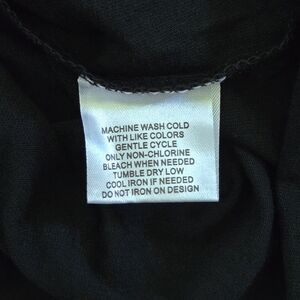 MACHINE WASH COLD
WITH LIKE COLORS
GENTLE CYCLE
ONLY NON-CHLORINE
BLEACH WHEN NEEDED
TUMBLE DRY LOW
COOL IRON IF NEEDED
DO NOT IRON ON DESIGN